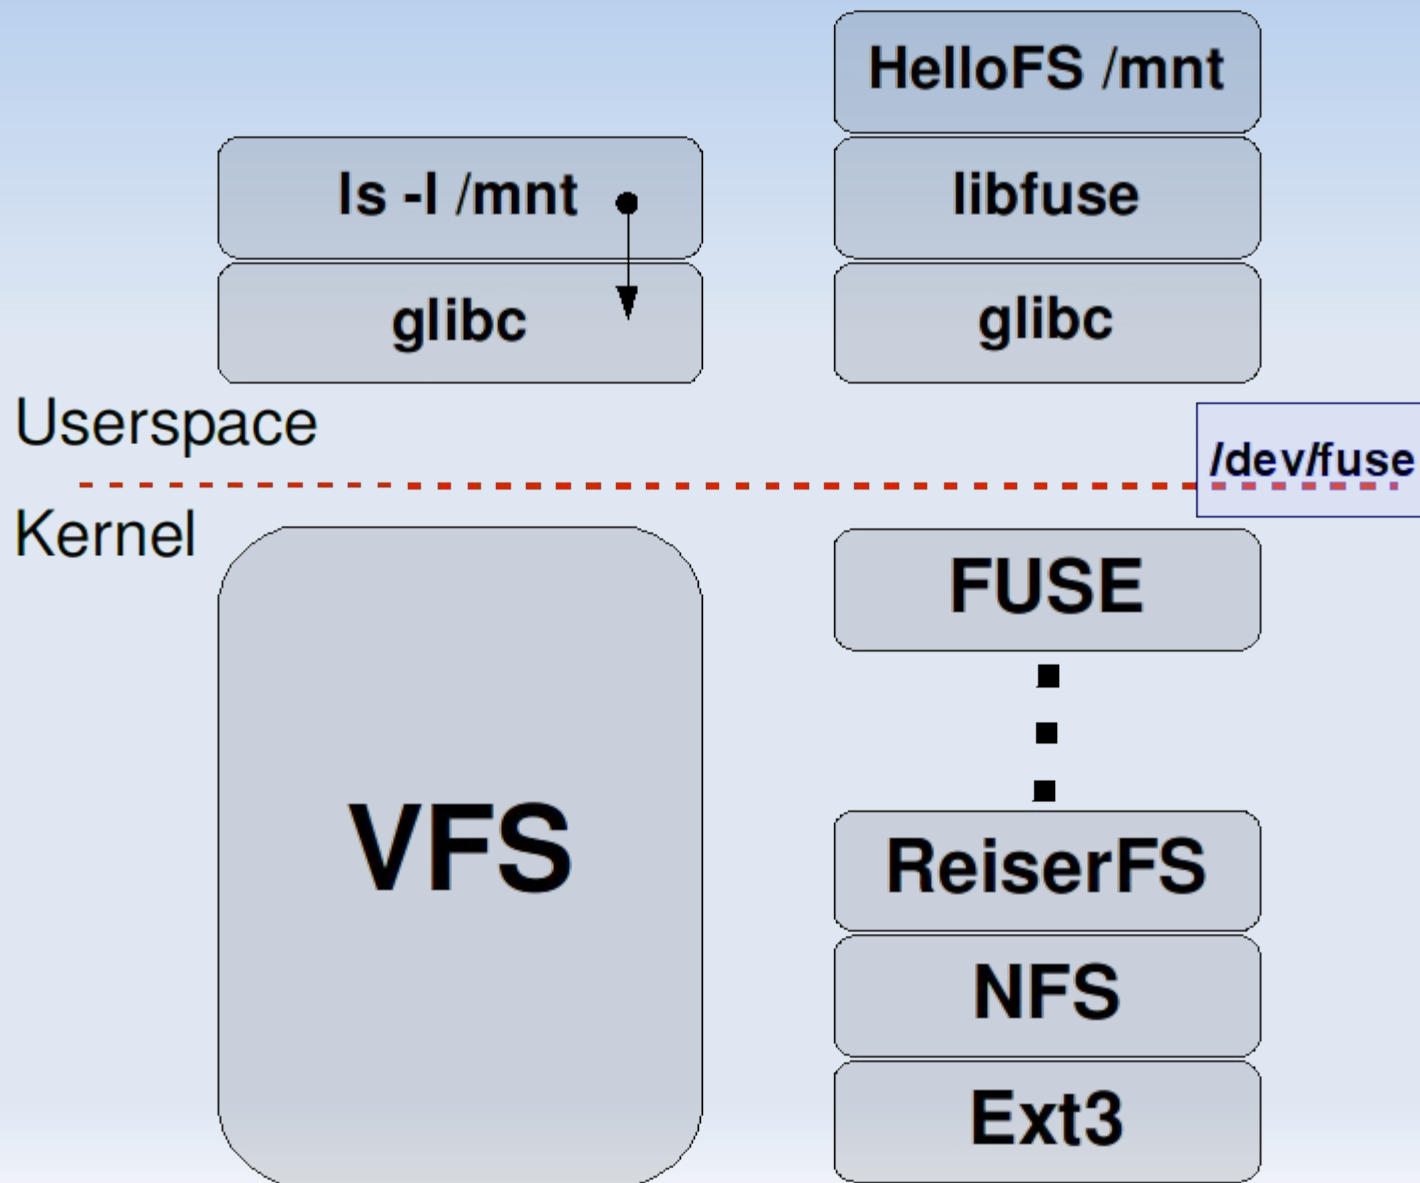 HelloFS /mnt
ls -l /mnt
libfuse
glibc
glibc
Userspace
/dev/fuse
Kernel
FUSE
VFS
ReiserFS
NFS
Ext3